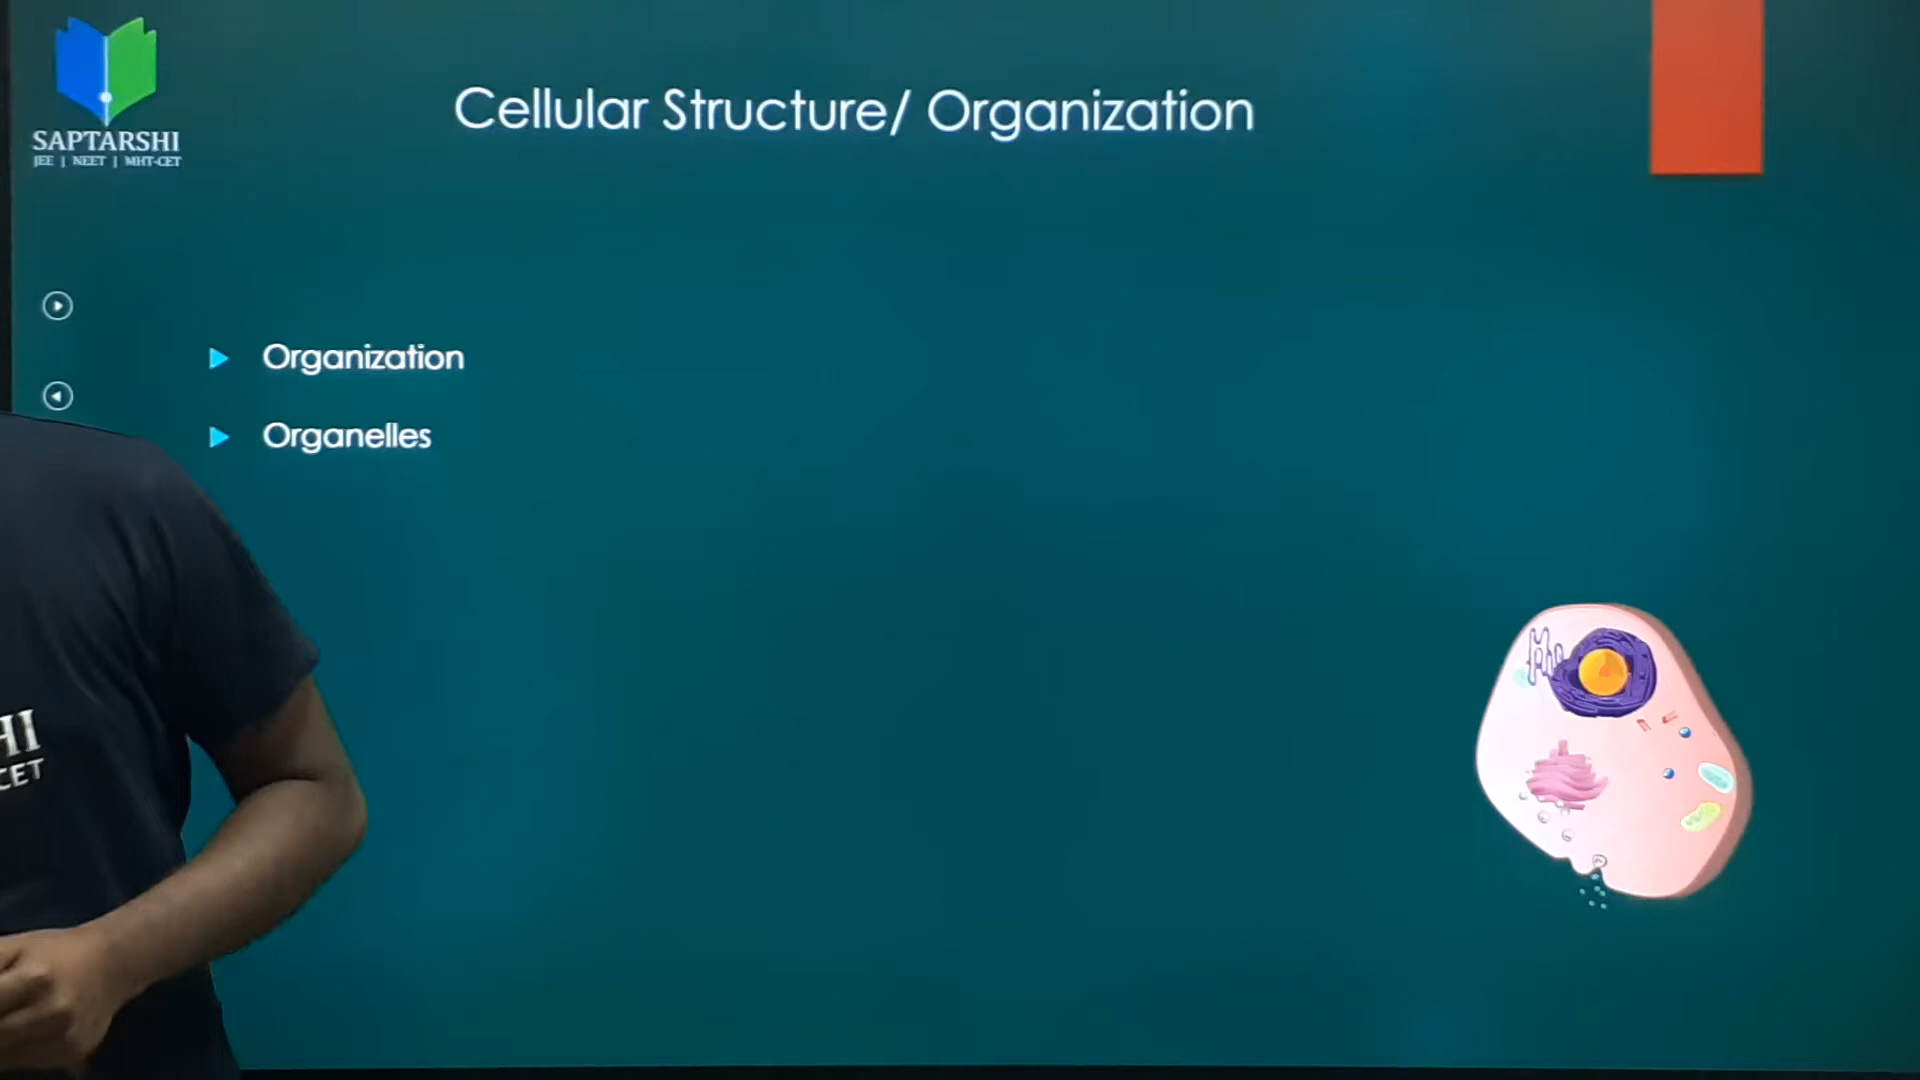 SAPTARSHI
JEE | NEET | MHT-CET
Cellular Structure/ Organization
Organization
Organelles
HI
CET